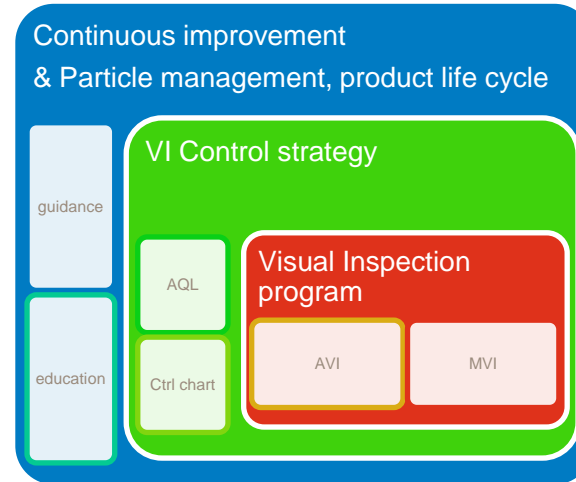 Continuous improvement
& Particle management, product life cycle
VI Control strategy
guidance
AQL
Visual Inspection
program
education
Ctrl chart
AVI
MVI